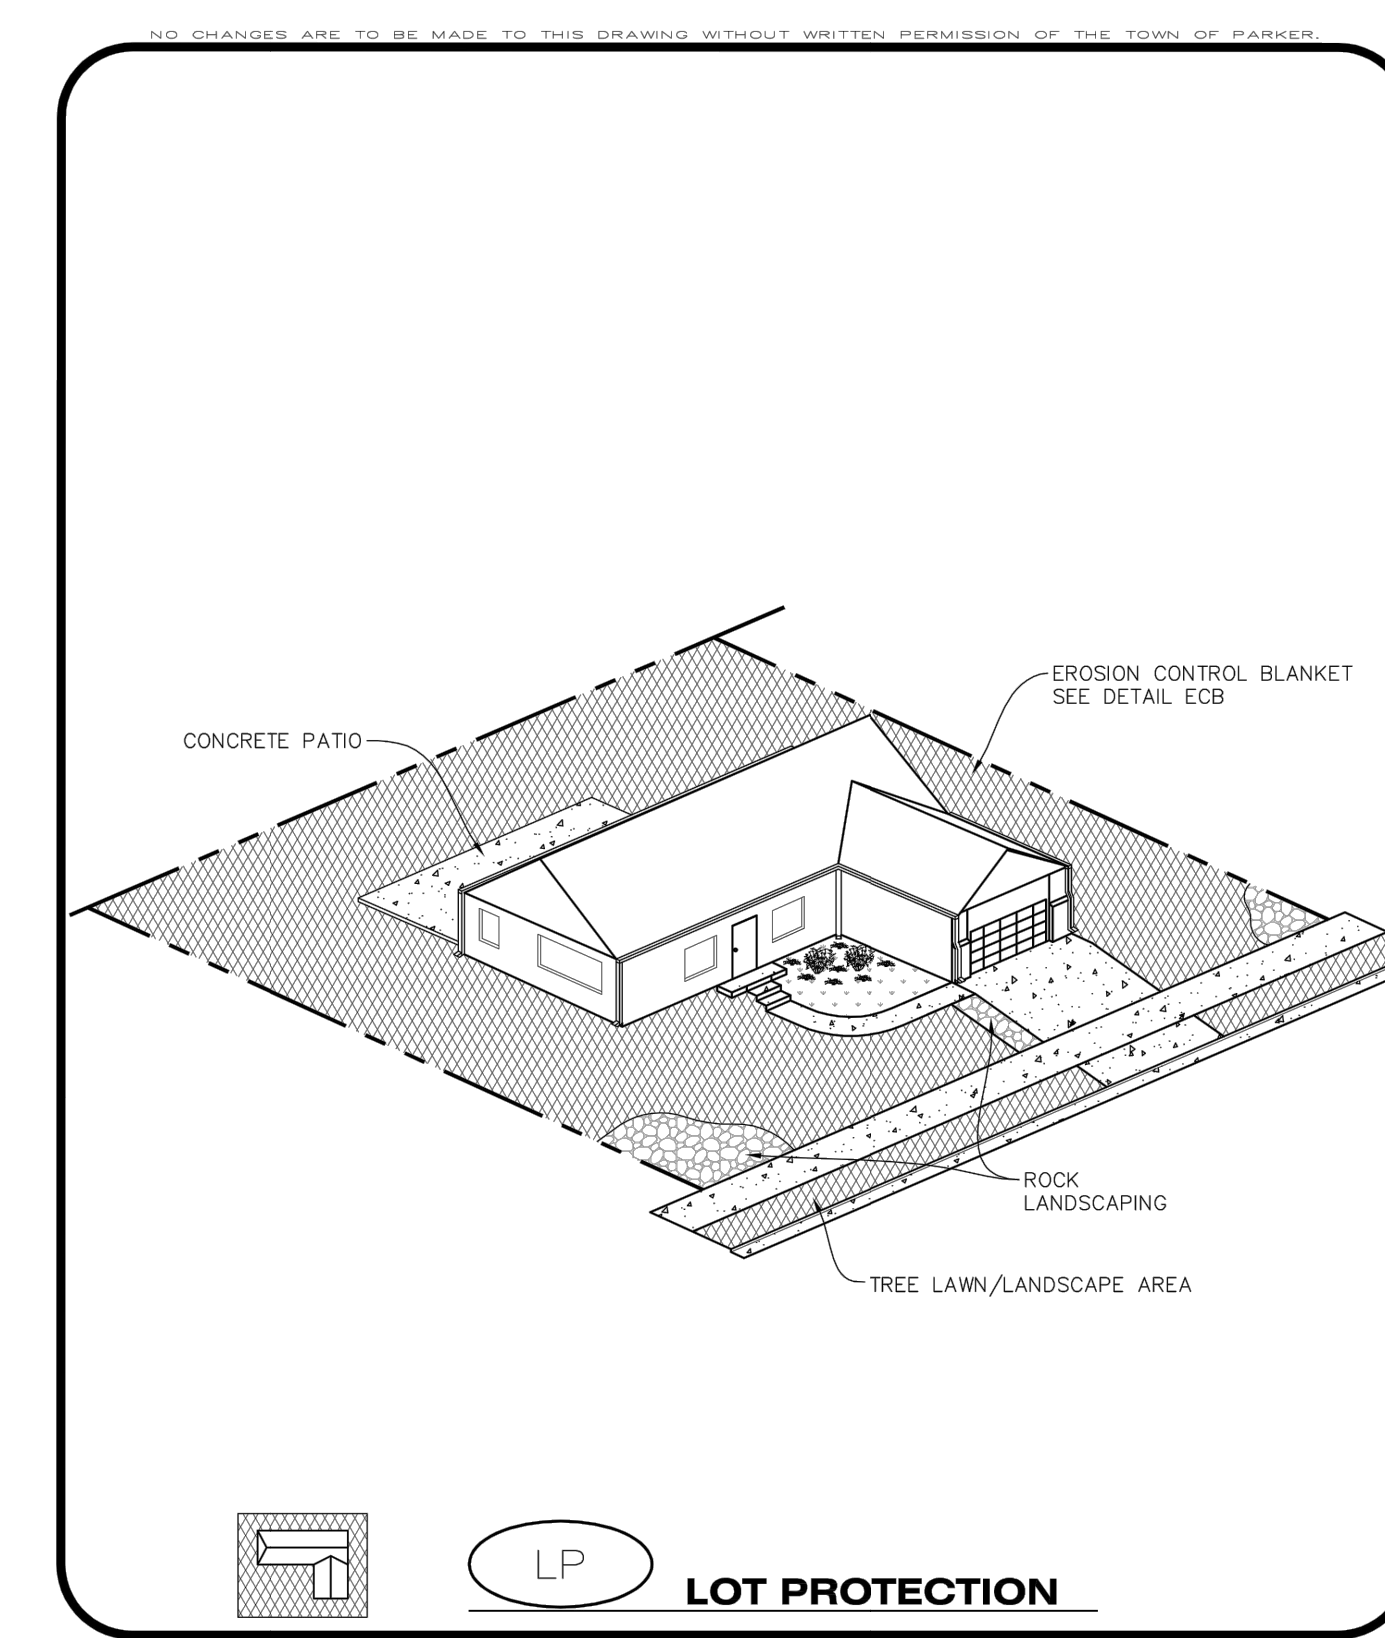 NO CHANGES ARE TO BE MADE TO THIS DRAWING WITHOUT WRITTEN PERMISSION OF THE TOWN OF PARKER.
EROSION CONTROL BLANKET
SEE DETAIL ECB
CONCRETE PATIO
ROCK
LANDSCAPING
TREE LAWN/LANDSCAPE AREA
LP
LOT PROTECTION